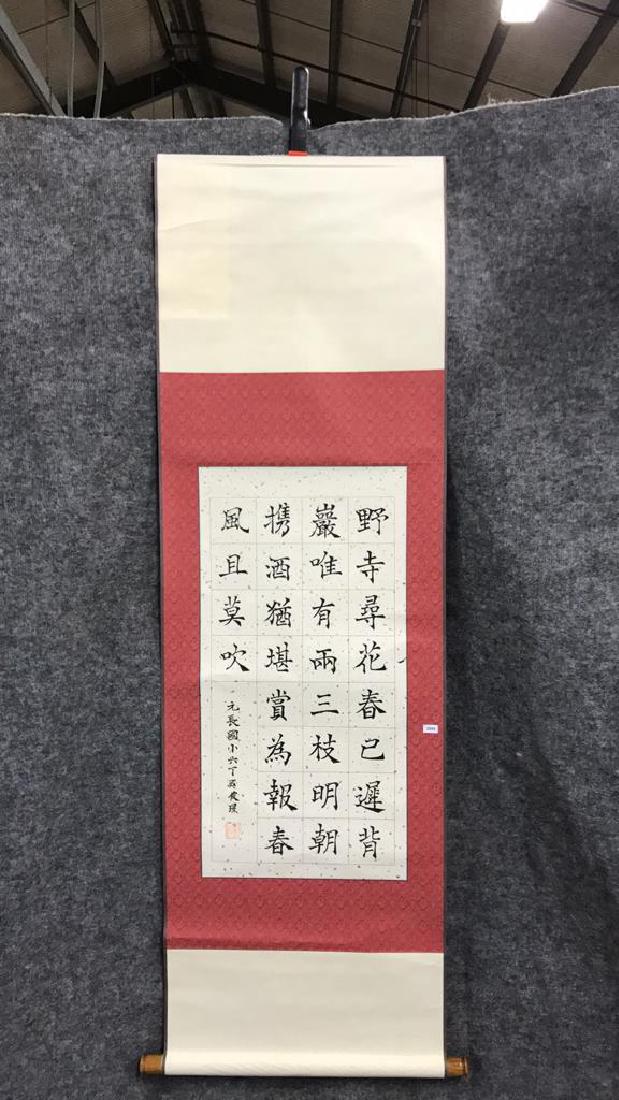 野寺尋花春已遲背
巖唯有兩三枝明朝
携酒猶堪賞為報春
風且莫吹
元長國小六丁